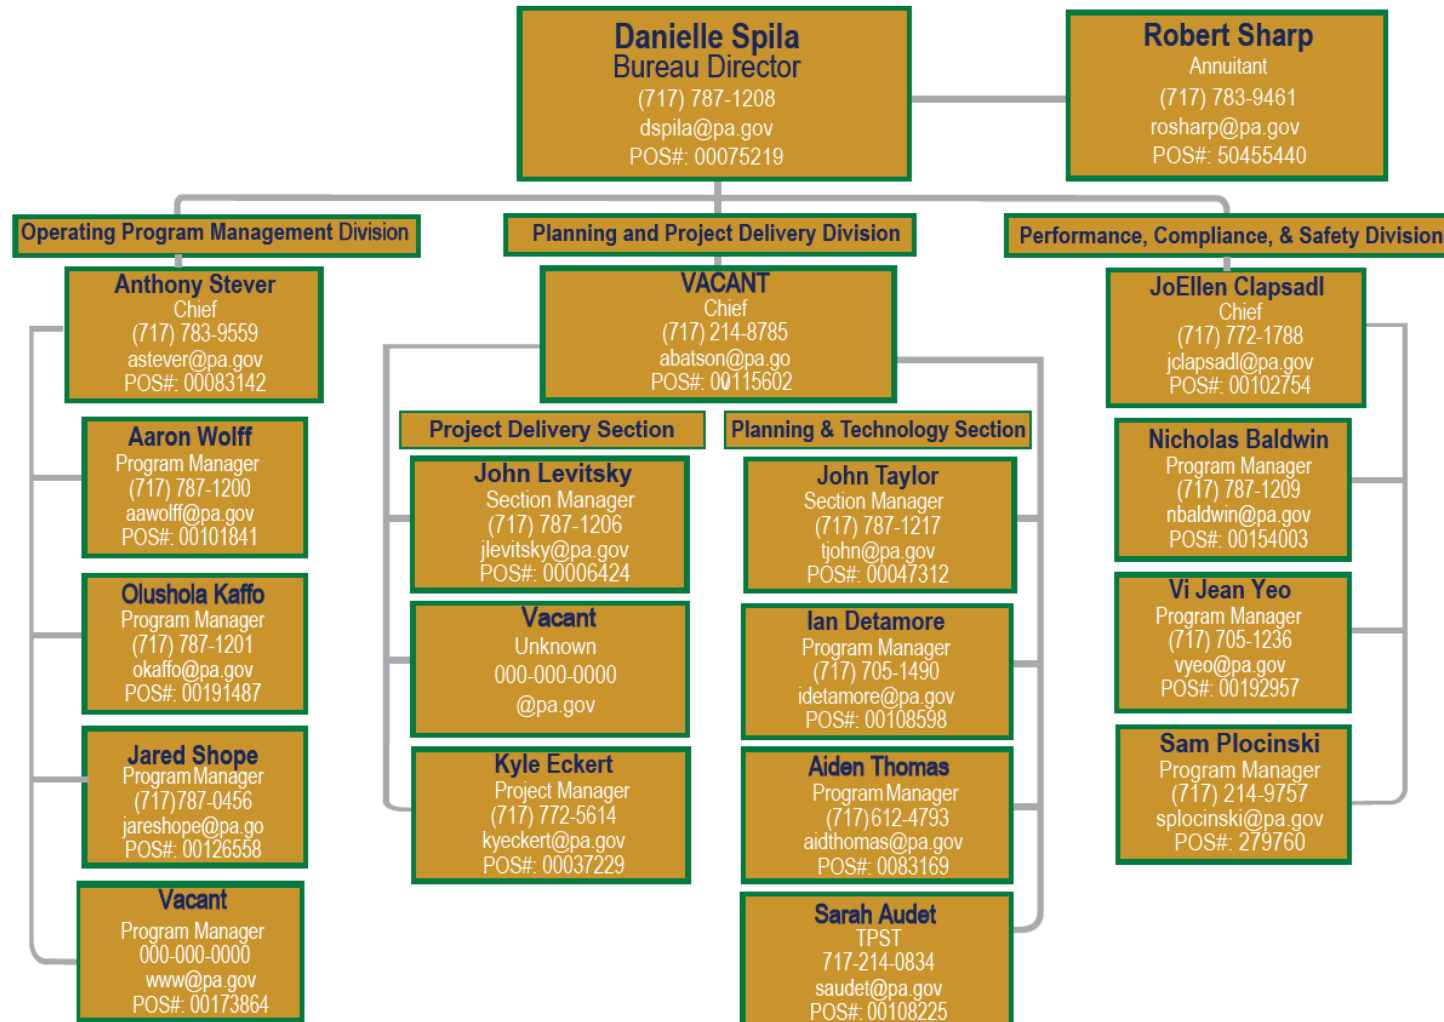 Danielle Spila
Bureau Director
(717) 787-1208
dspila@pa.gov
POS#: 00075219
Robert Sharp
Annuitant
(717) 783-9461
rosharp@pa.gov
POS#: 50455440
Operating Program Management Division
Anthony Stever
Chief
(717) 783-9559
astever@pa.gov
POS#: 00083142
Aaron Wolff
Program Manager
(717) 787-1200
aawolff@pa.gov
POS#: 00101841
Olushola Kaffo
Program Manager
(717) 787-1201
okaffo@pa.gov
POS#: 00191487
Jared Shope
Program Manager
(717)787-0456
jareshope@pa.go
POS#: 00126558
Vacant
Program Manager
000-000-0000
www@pa.gov
POS#: 00173864
Planning and Project Delivery Division
VACANT
Chief
(717) 214-8785
abatson@pa.go
v
POS#: 00115602
Project Delivery Section
John Levitsky
Section Manager
(717) 787-1206
jlevitsky@pa.gov
POS#: 00006424
Vacant
Unknown
000-000-0000
@pa.gov
Kyle Eckert
Project Manager
(717) 772-5614
kyeckert@pa.gov
POS#: 00037229
Planning & Technology Section
John Taylor
Section Manager
(717) 787-1217
tjohn@pa.gov
POS#: 00047312
Ian Detamore
Program Manager
(717) 705-1490
idetamore@pa.gov
POS#: 00108598
Aiden Thomas
Program Manager
(717)612-4793
aidthomas@pa.gov
POS#: 0083169
Sarah Audet
TPST
717-214-0834
saudet@pa.gov
POS#: 00108225
Performance, Compliance, & Safety Division
JoEllen Clapsadl
Chief
(717) 772-1788
jclapsadl@pa.gov
POS#: 00102754
Nicholas Baldwin
Program Manager
(717) 787-1209
nbaldwin@pa.gov
POS#: 00154003
Vi Jean Yeo
Program Manager
(717) 705-1236
vyeo@pa.gov
POS#: 00192957
Sam Plocinski
Program Manager
(717) 214-9757
splocinski@pa.gov
POS#: 279760